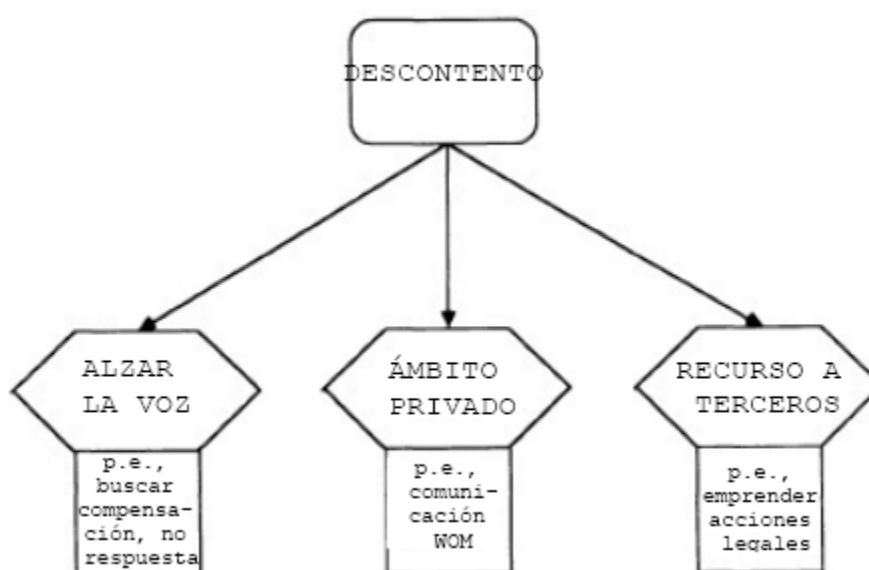 DESCONTENTO
ALZAR
LA VOZ
p.e.,
buscar
compensa-
ción, no
respuesta
ÁMBITO
PRIVADO
p.e.,
comuni-
cación
WOM
RECURSO A
TERCEROS
p.e.,
emprender
acciones
legales